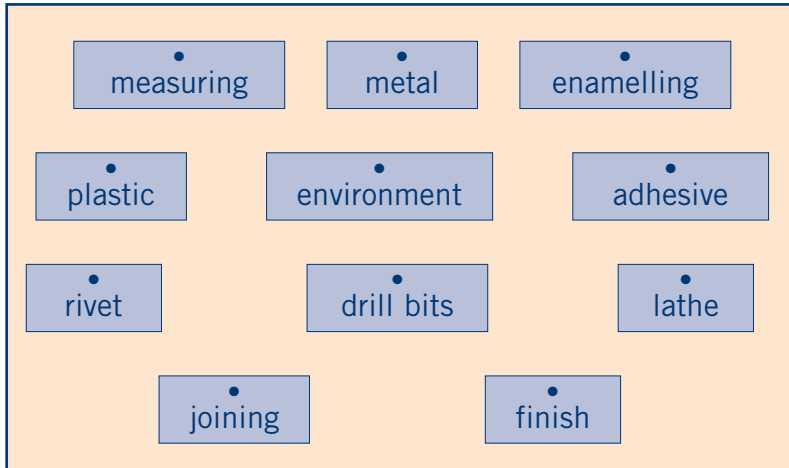 measuring metal enamelling
plastic environment adhesive
rivet drill bits lathe
joining finish